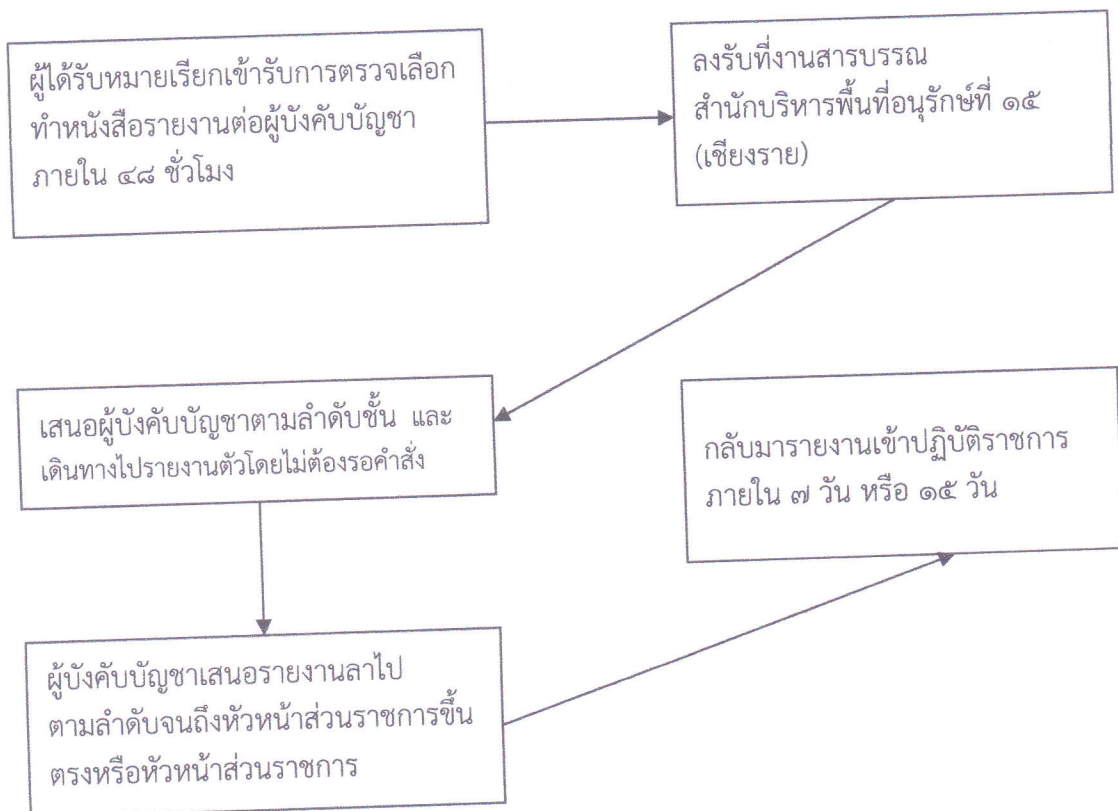 ผู้ได้รับหมายเรียกเข้ารับการตรวจเลือก
ทำหนังสือรายงานต่อผู้บังคับบัญชา
ภายใน ๔๘ ชั่วโมง
ลงรับที่งานสารบรรณ
สำนักบริหารพื้นที่อนุรักษ์ที่ ๑๕
(เชียงราย)
เสนอผู้บังคับบัญชาตามลำดับชั้น และ
เดินทางไปรายงานตัวโดยไม่ต้องรอคำสั่ง
กลับมารายงานเข้าปฏิบัติราชการ
ภายใน ๗ วัน หรือ ๑๕ วัน
ผู้บังคับบัญชาเสนอรายงานลาไป
ตามลำดับจนถึงหัวหน้าส่วนราชการขึ้น
ตรงหรือหัวหน้าส่วนราชการ